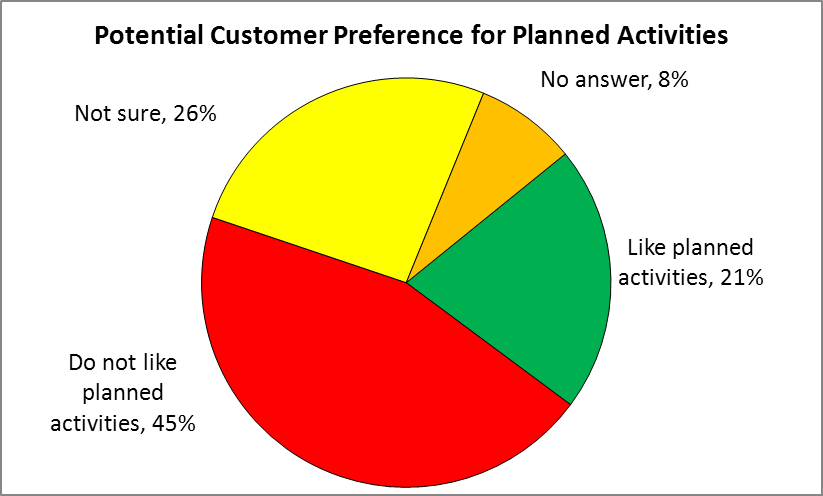 Potential Customer Preference for Planned Activities
No answer, 8%
Not sure, 26%
Like planned
activities, 21%
Do not like
planned
activities, 45%